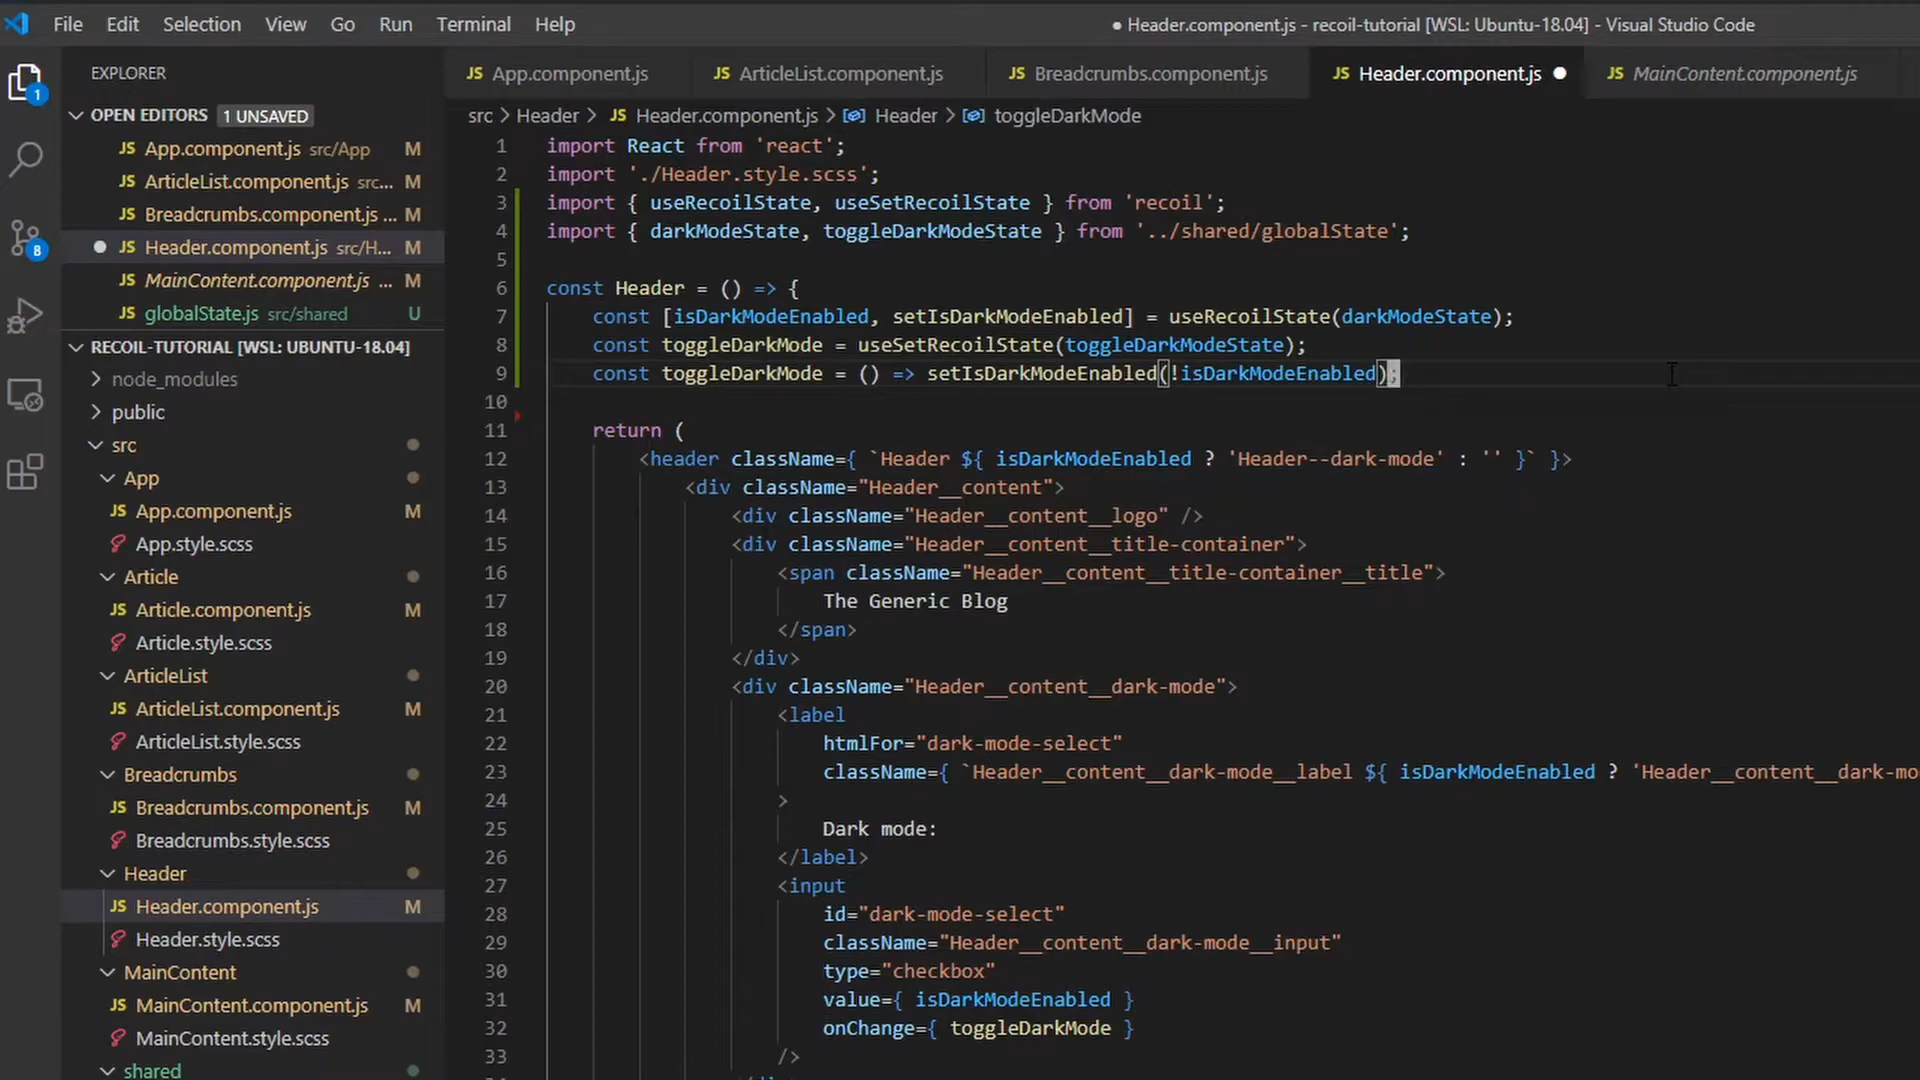 File Edit Selection View Go Run Terminal Help
● Header.component.js - recoil-tutorial [WSL: Ubuntu-18.04] - Visual Studio Code
EXPLORER
OPEN EDITORS 1 UNSAVED
JS App.component.js src/App M
JS ArticleList.component.js src... M
JS Breadcrumbs.component.js ... M
● JS Header.component.js src/H... M
JS MainContent.component.js ... M
JS globalState.js src/shared U
RECOIL-TUTORIAL [WSL: UBUNTU-18.04]
node_modules
public
src
App
JS App.component.js M
App.style.scss
Article
JS Article.component.js M
Article.style.scss
ArticleList
JS ArticleList.component.js M
ArticleList.style.scss
Breadcrumbs
JS Breadcrumbs.component.js M
Breadcrumbs.style.scss
Header
JS Header.component.js M
Header.style.scss
MainContent
JS MainContent.component.js M
MainContent.style.scss
shared
1
8
JS App.component.js JS ArticleList.component.js JS Breadcrumbs.component.js JS Header.component.js ● JS MainContent.component.js
src > Header > JS Header.component.js > Header > toggleDarkMode
1 import React from 'react';
2 import './Header.style.scss';
3 import { useRecoilState, useSetRecoilState } from 'recoil';
4 import { darkModeState, toggleDarkModeState } from '../shared/globalState';
5
6 const Header = () => {
7 const [isDarkModeEnabled, setIsDarkModeEnabled] = useRecoilState(darkModeState);
8 const toggleDarkMode = useSetRecoilState(toggleDarkModeState);
9 const toggleDarkMode = () => setIsDarkModeEnabled(!isDarkModeEnabled);
10
11 return (
12 <header className={ `Header ${ isDarkModeEnabled ? 'Header--dark-mode' : '' }` }>
13 <div className="Header__content">
14 <div className="Header__content__logo" />
15 <div className="Header__content__title-container">
16 <span className="Header__content__title-container__title">
17 The Generic Blog
18 </span>
19 </div>
20 <div className="Header__content__dark-mode">
21 <label
22 htmlFor="dark-mode-select"
23 className={ `Header__content__dark-mode__label ${ isDarkModeEnabled ? 'Header__content__dark-mo
24 >
25 Dark mode:
26 </label>
27 <input
28 id="dark-mode-select"
29 className="Header__content__dark-mode__input"
30 type="checkbox"
31 value={ isDarkModeEnabled }
32 onChange={ toggleDarkMode }
33 />